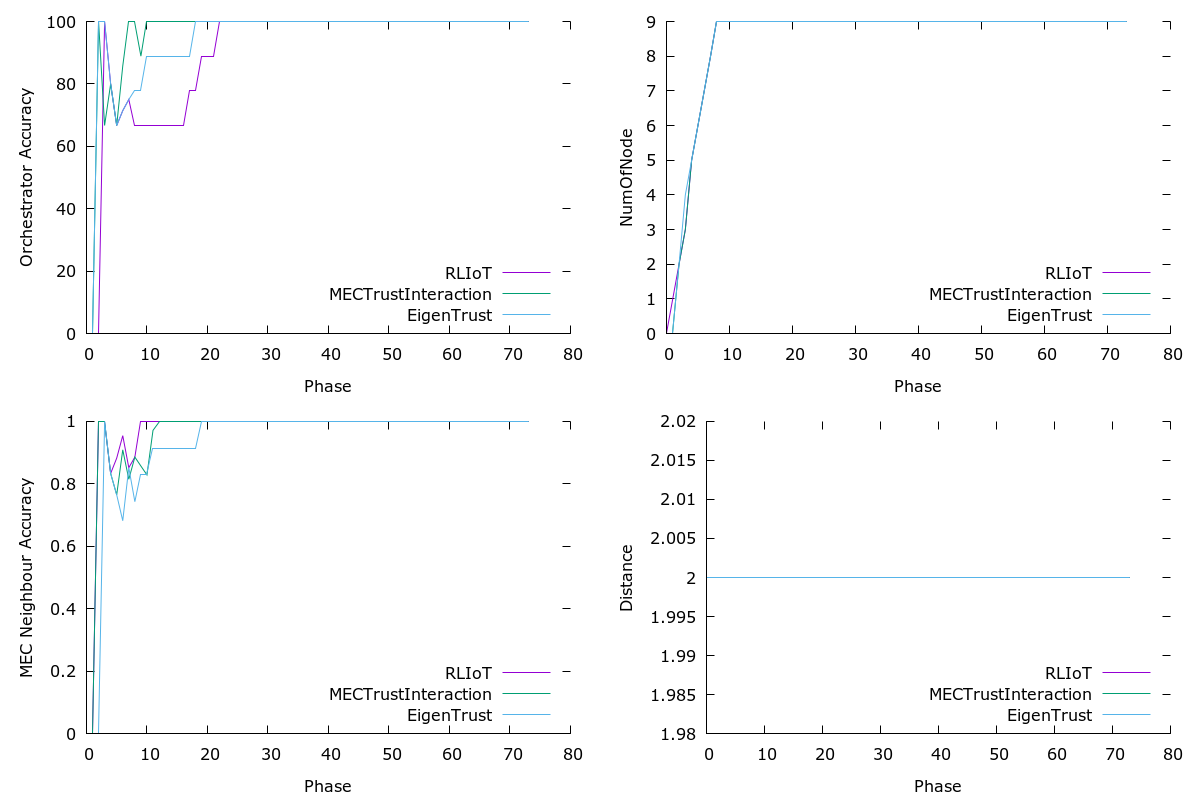 100
80
60
40
20
0
Orchestrator Accuracy
RLIoT
MECTrustInteraction
EigenTrust
0 10 20 30 40 50 60 70 80
Phase
9
8
7
6
5
4
3
2
1
0
NumOfNode
RLIoT
MECTrustInteraction
EigenTrust
0 10 20 30 40 50 60 70 80
Phase
1
0.8
0.6
0.4
0.2
0
MEC Neighbour Accuracy
RLIoT
MECTrustInteraction
EigenTrust
0 10 20 30 40 50 60 70 80
Phase
2.02
2.015
2.01
2.005
2
1.995
1.99
1.985
1.98
Distance
RLIoT
MECTrustInteraction
EigenTrust
0 10 20 30 40 50 60 70 80
Phase